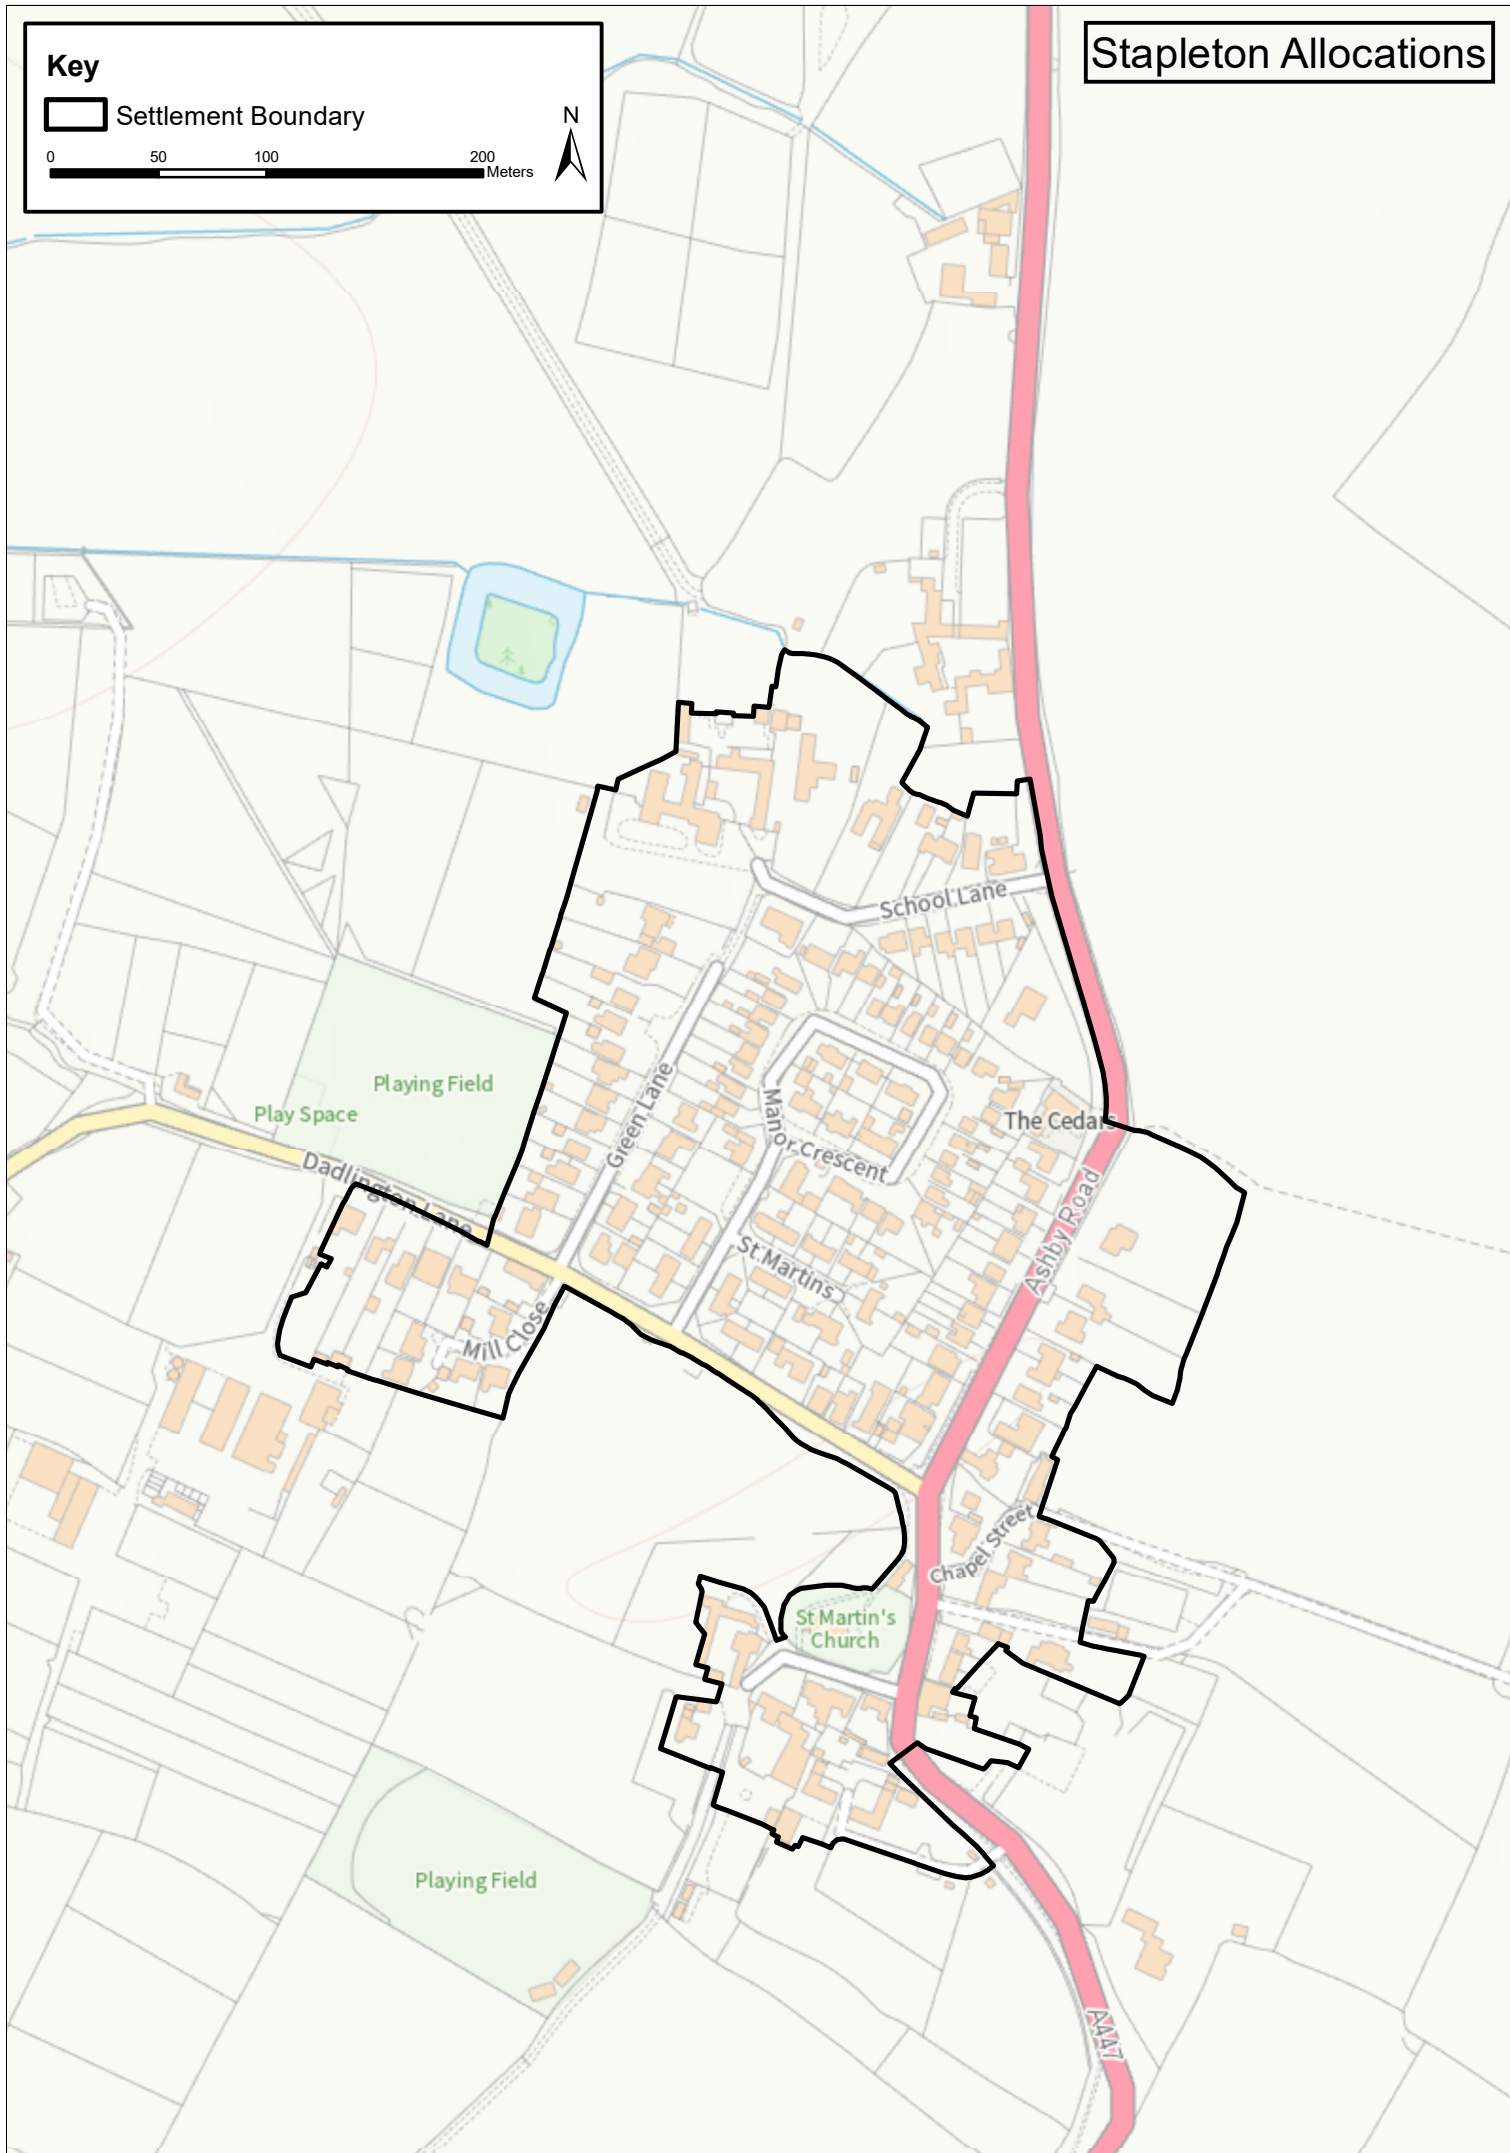 Stapleton Allocations
Key
Settlement Boundary
N
0 50 100 200
Meters
School Lane
Playing Field
Play Space
The Cedars
Green Lane
Manor Crescent
Dadlington Lane
Ashby Road
St Martins
Mill Close
Chapel Street
St Martin's
Church
Playing Field
A447